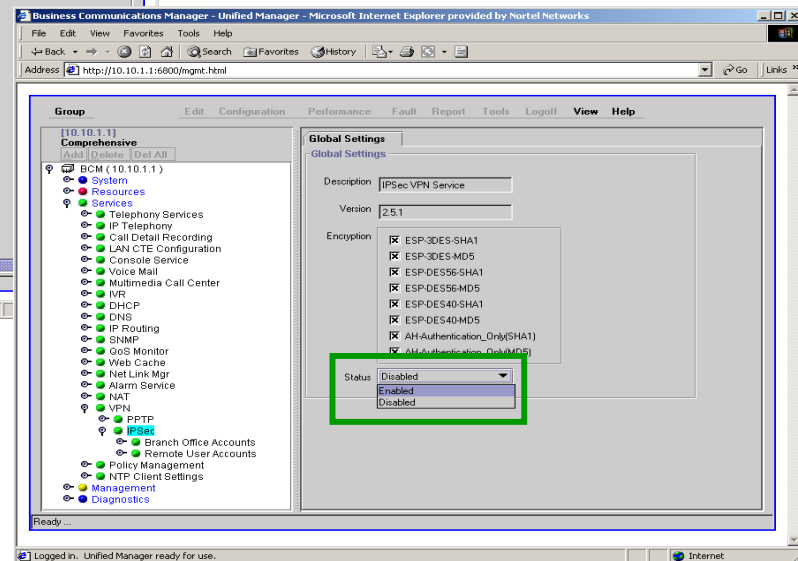 Business Communications Manager - Unified Manager - Microsoft Internet Explorer provided by Nortel Networks
File Edit View Favorites Tools Help
Back Search Favorites History
Address http://10.10.1.1:6800/mgmt.html Go Links »
Group Edit Configuration Performance Fault Report Tools Logoff View Help
[10.10.1.1]
Comprehensive
Add Delete Del All
BCM (10.10.1.1)
System
Resources
Services
Telephony Services
IP Telephony
Call Detail Recording
LAN CTE Configuration
Console Service
Voice Mail
Multimedia Call Center
IVR
DHCP
DNS
IP Routing
SNMP
QoS Monitor
Web Cache
Net Link Mgr
Alarm Service
NAT
VPN
PPTP
IPSec
Branch Office Accounts
Remote User Accounts
Policy Management
NTP Client Settings
Management
Diagnostics
Global Settings
Global Settings
Description IPSec VPN Service
Version 2.5.1
Encryption ESP-3DES-SHA1
ESP-3DES-MD5
ESP-DES56-SHA1
ESP-DES56-MD5
ESP-DES40-SHA1
ESP-DES40-MD5
AH-Authentication_Only(SHA1)
AH-Authentication_Only(MD5)
Status Disabled
Enabled
Disabled
Ready ...
Logged in. Unified Manager ready for use. Internet